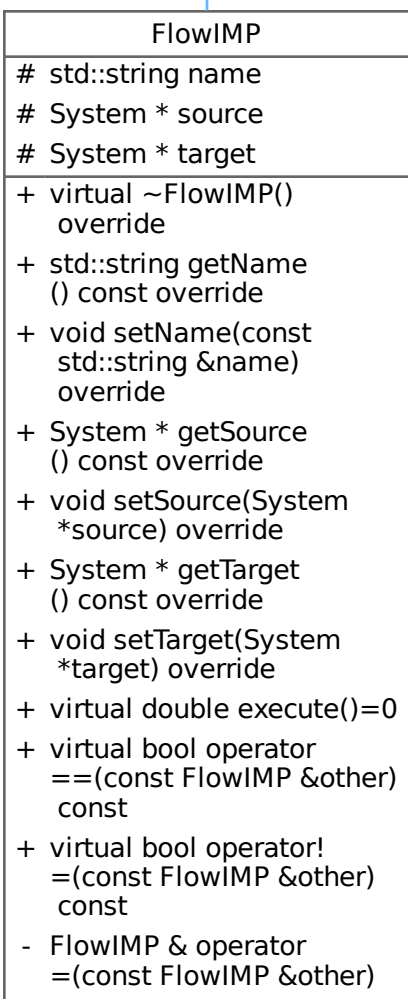 FlowIMP
# std::string name
# System * source
# System * target
+ virtual ~FlowIMP()
override
+ std::string getName
() const override
+ void setName(const
std::string &name)
override
+ System * getSource
() const override
+ void setSource(System
*source) override
+ System * getTarget
() const override
+ void setTarget(System
*target) override
+ virtual double execute()=0
+ virtual bool operator
==(const FlowIMP &other)
const
+ virtual bool operator!
=(const FlowIMP &other)
const
- FlowIMP & operator
=(const FlowIMP &other)